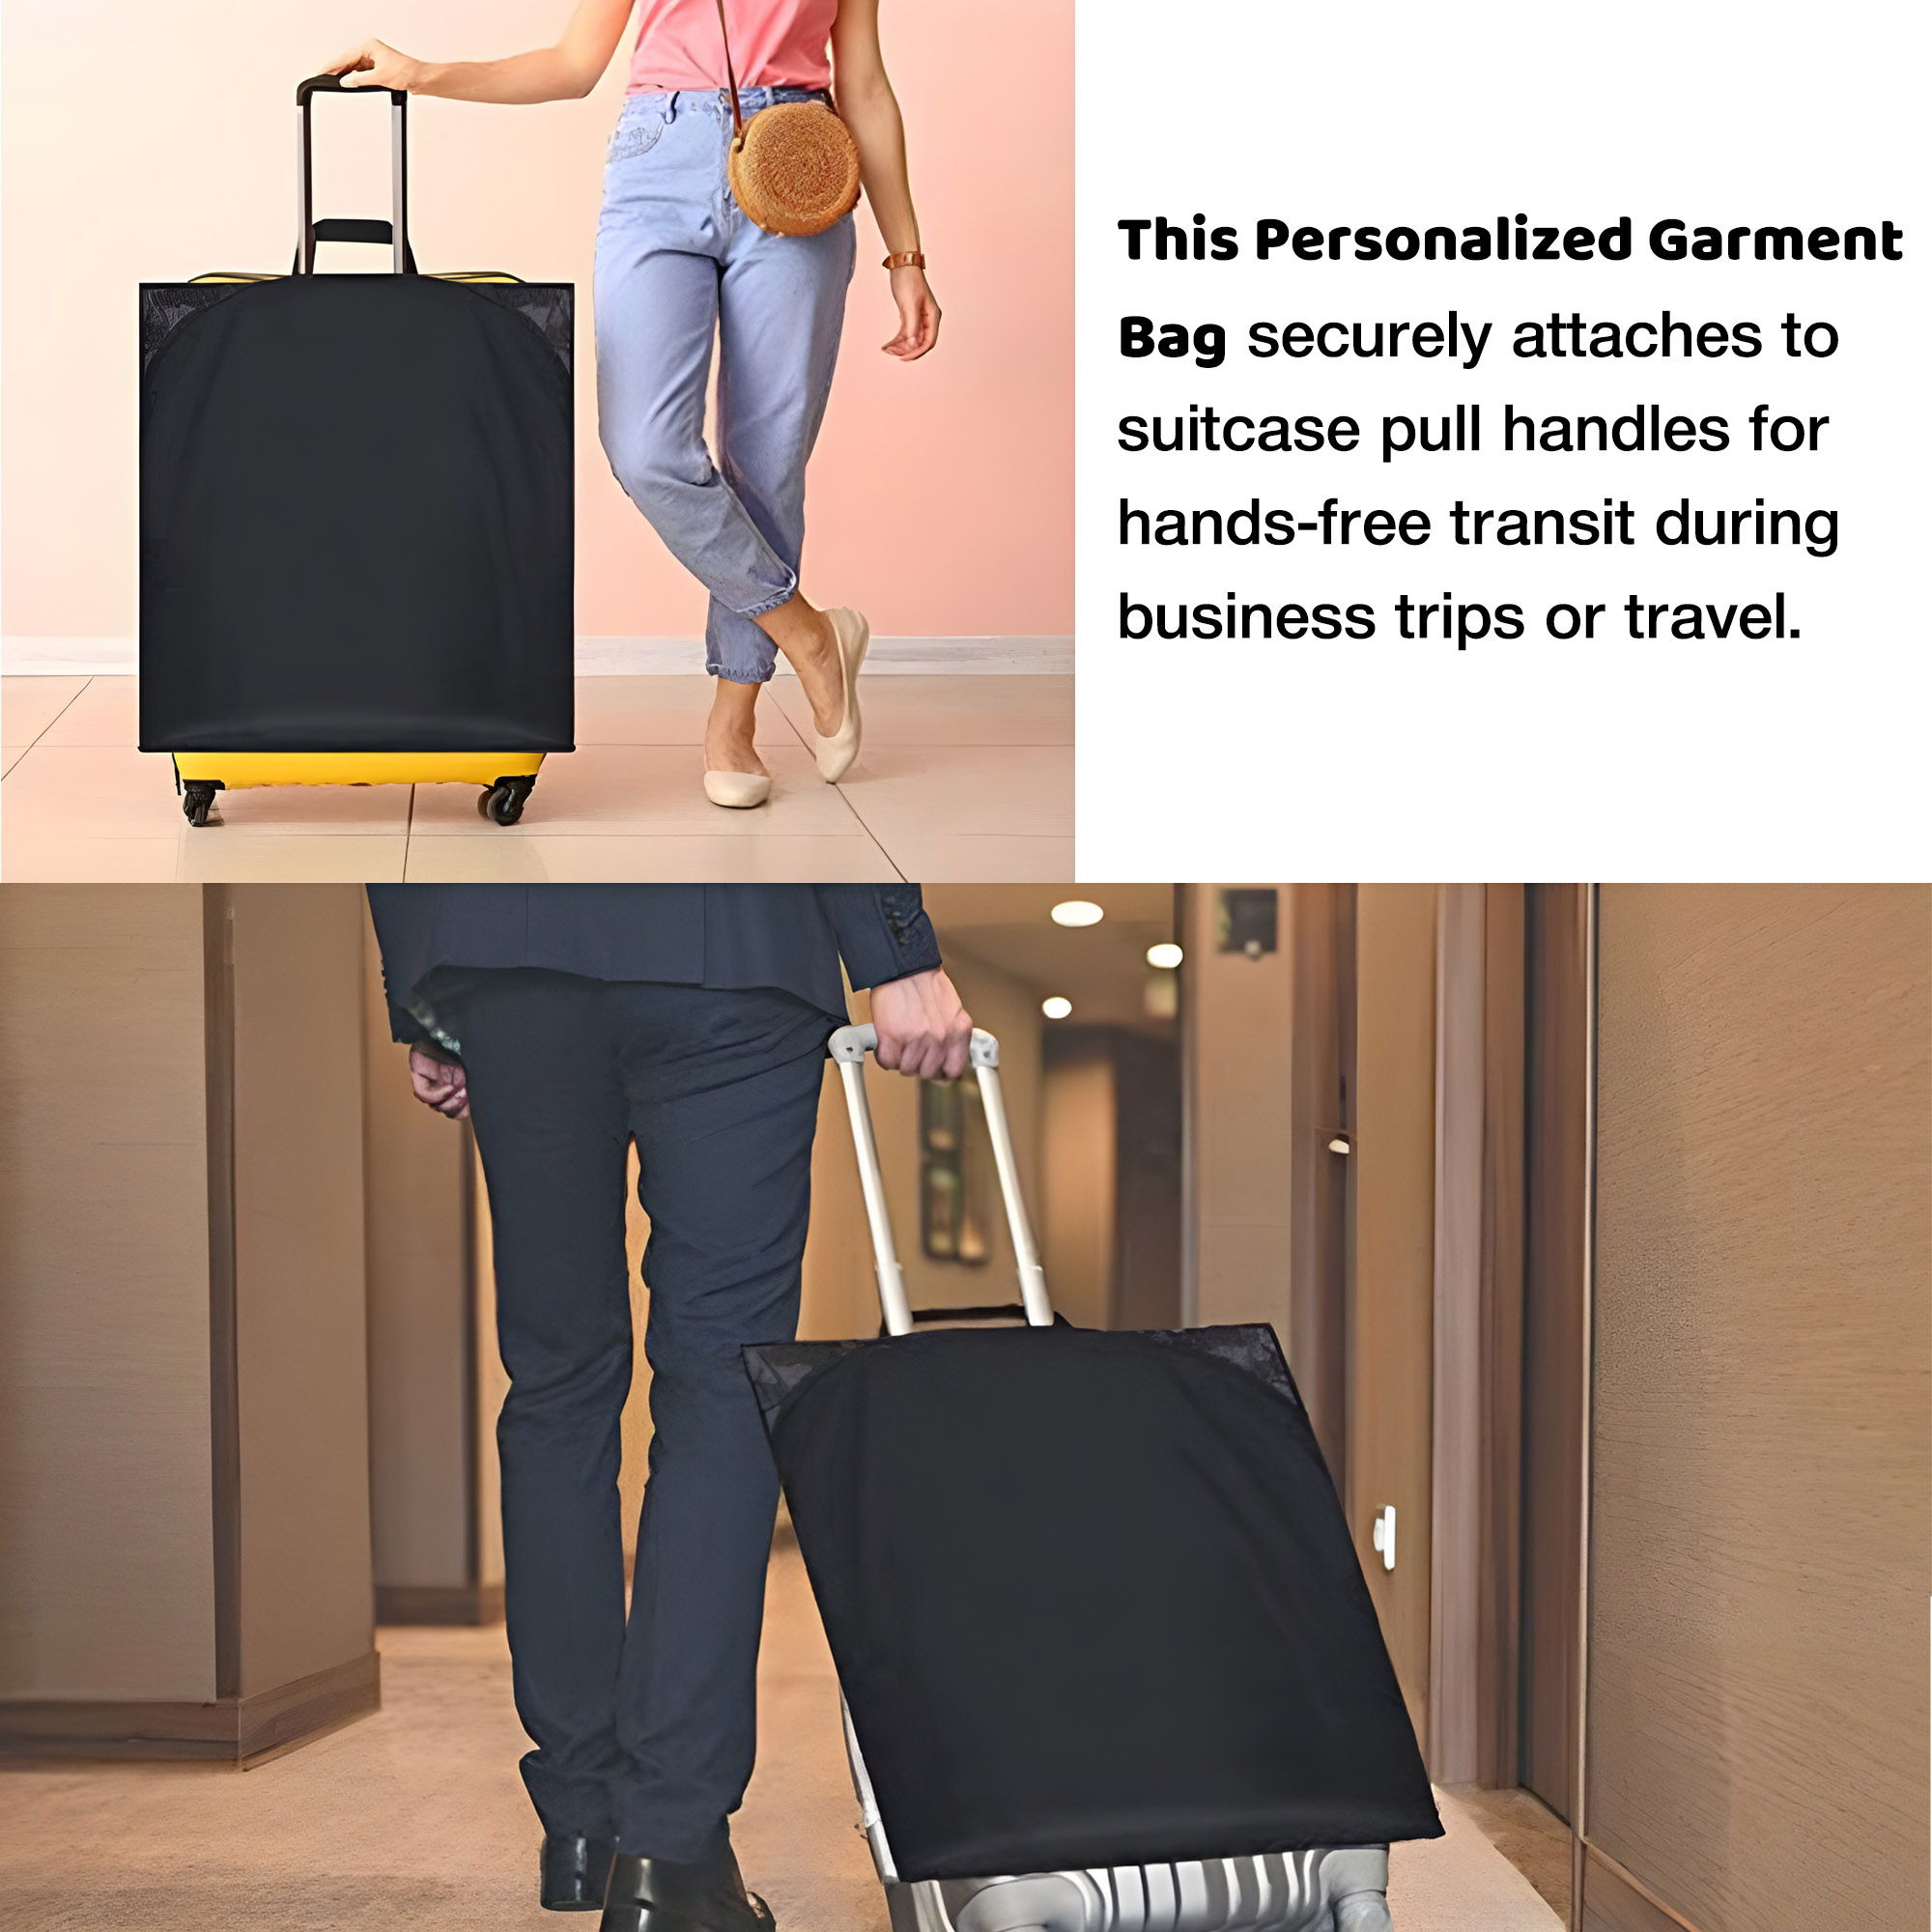 This Personalized Garment
Bag securely attaches to
suitcase pull handles for
hands-free transit during
business trips or travel.